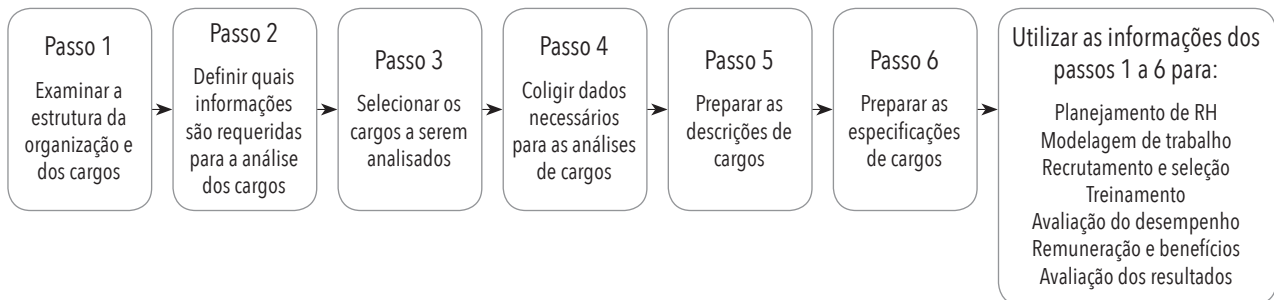 Passo 1
Examinar a
estrutura da
organização e
dos cargos
Passo 2
Definir quais
informações
são requeridas
para a análise
dos cargos
Passo 3
Selecionar os
cargos a serem
analisados
Passo 4
Coligir dados
necessários
para as análises
de cargos
Passo 5
Preparar as
descrições de
cargos
Passo 6
Preparar as
especificações
de cargos
Utilizar as informações dos
passos 1 a 6 para:
Planejamento de RH
Modelagem de trabalho
Recrutamento e seleção
Treinamento
Avaliação do desempenho
Remuneração e benefícios
Avaliação dos resultados